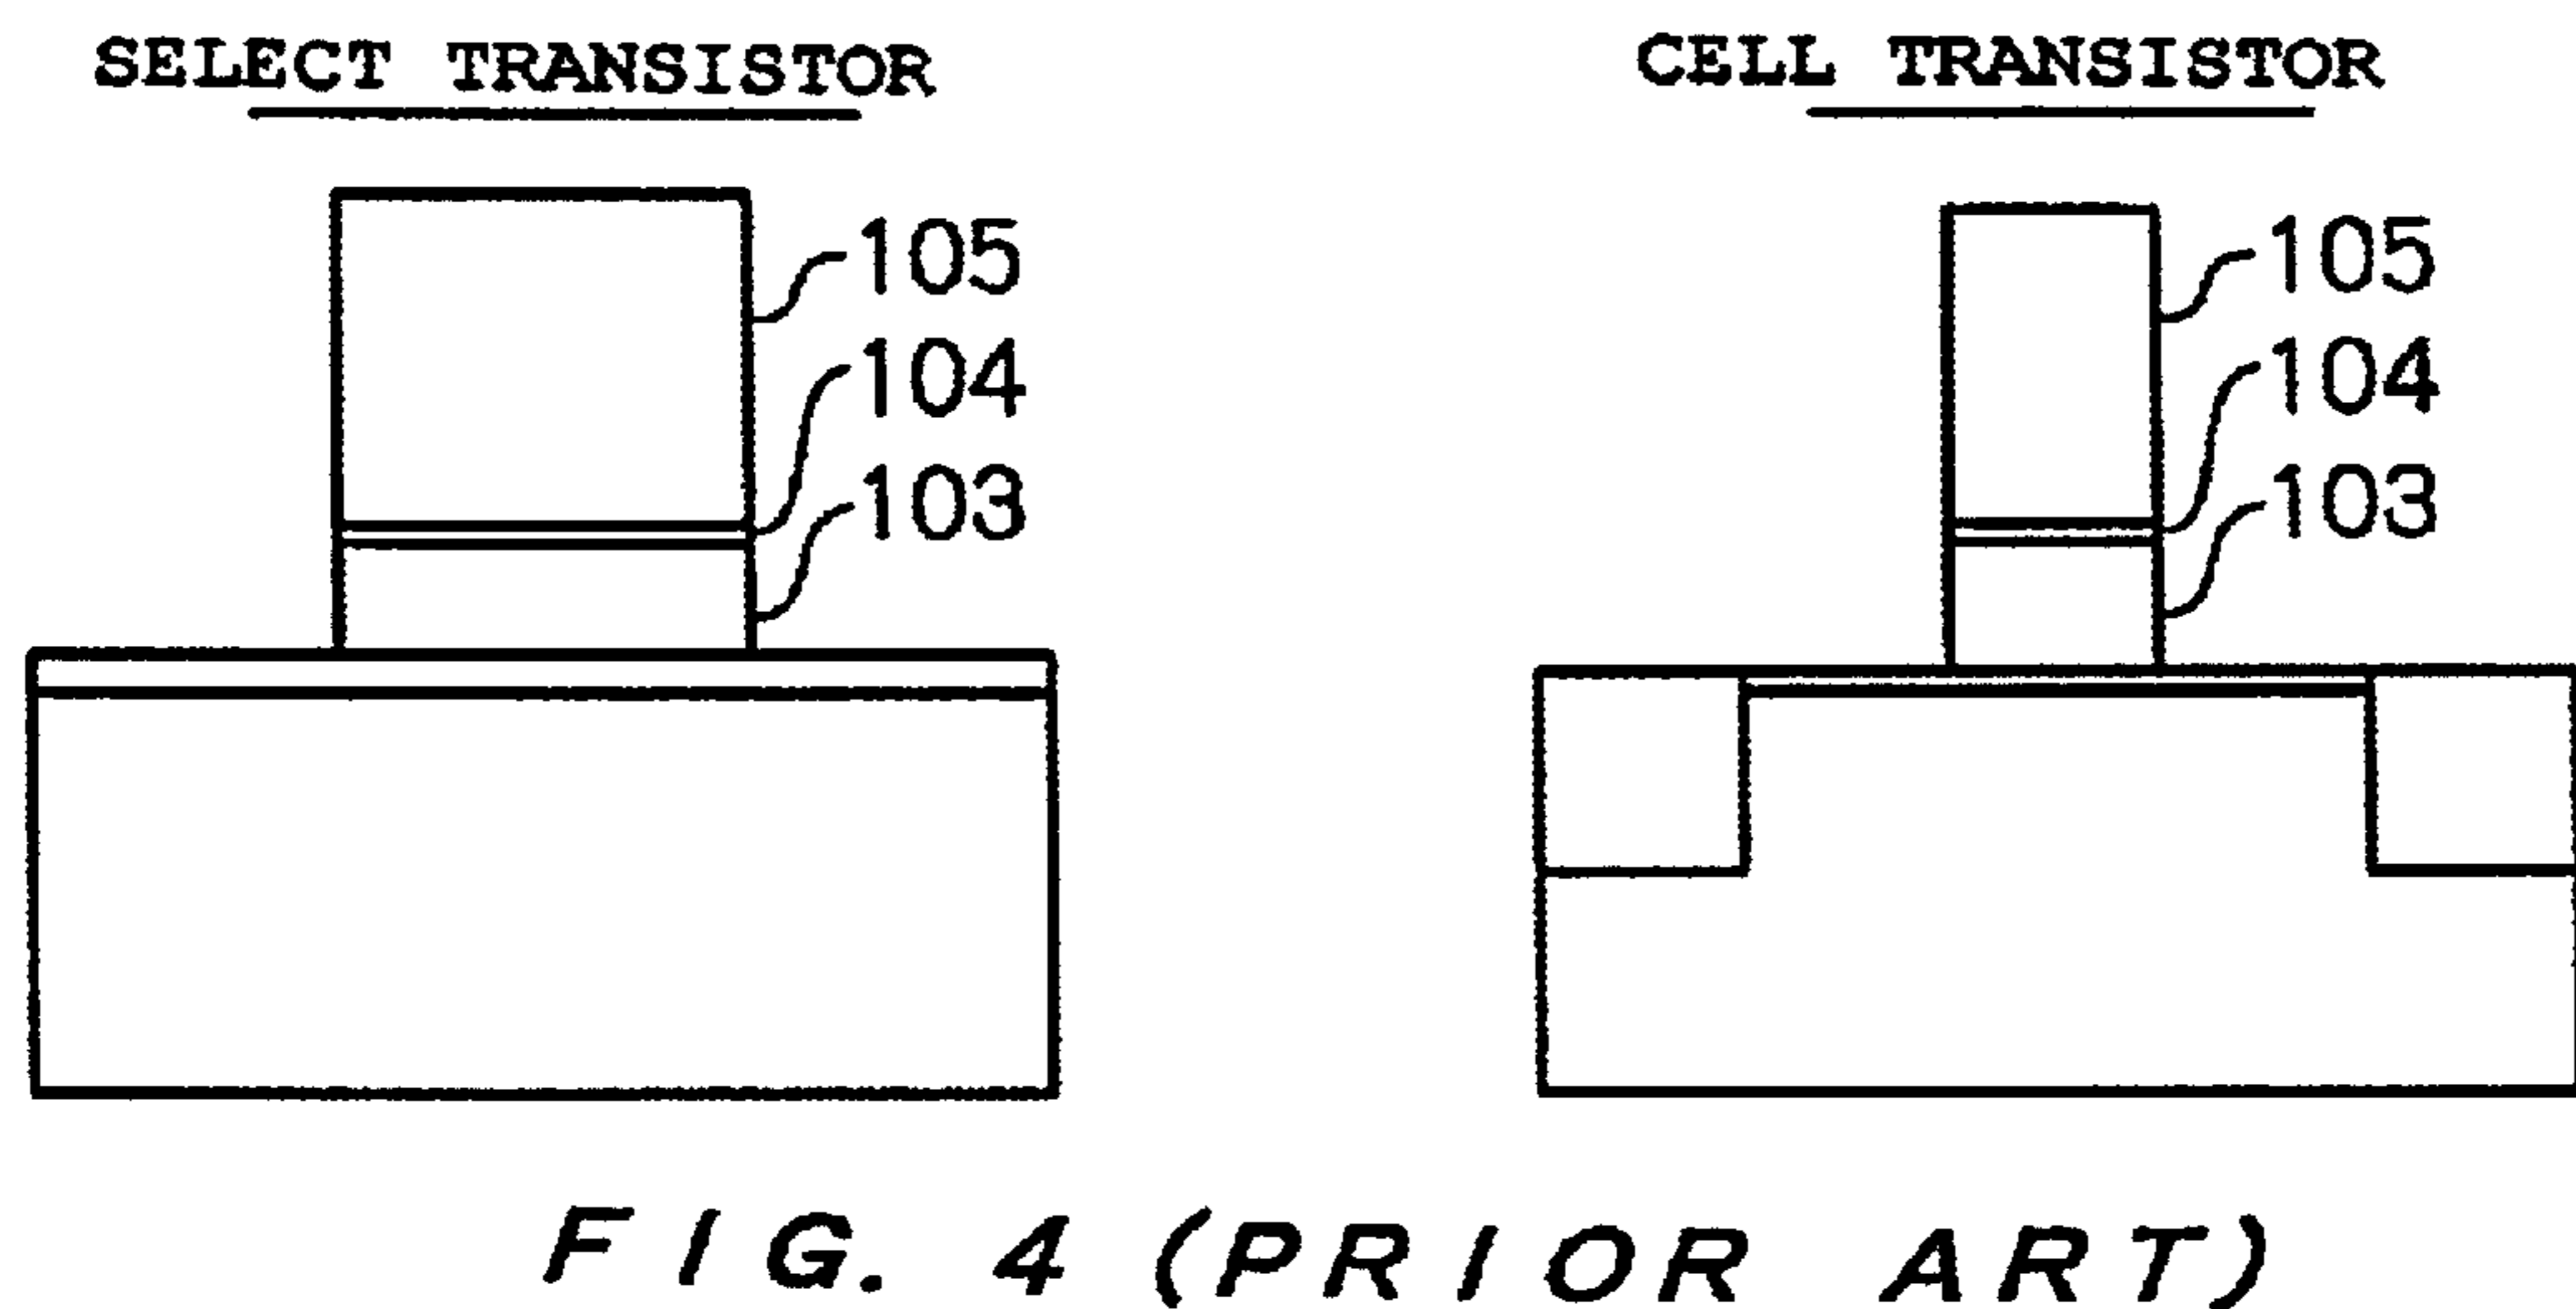 SELECT TRANSISTOR
CELL TRANSISTOR
105
104
103
105
104
103
FIG. 4 (PRIOR ART)